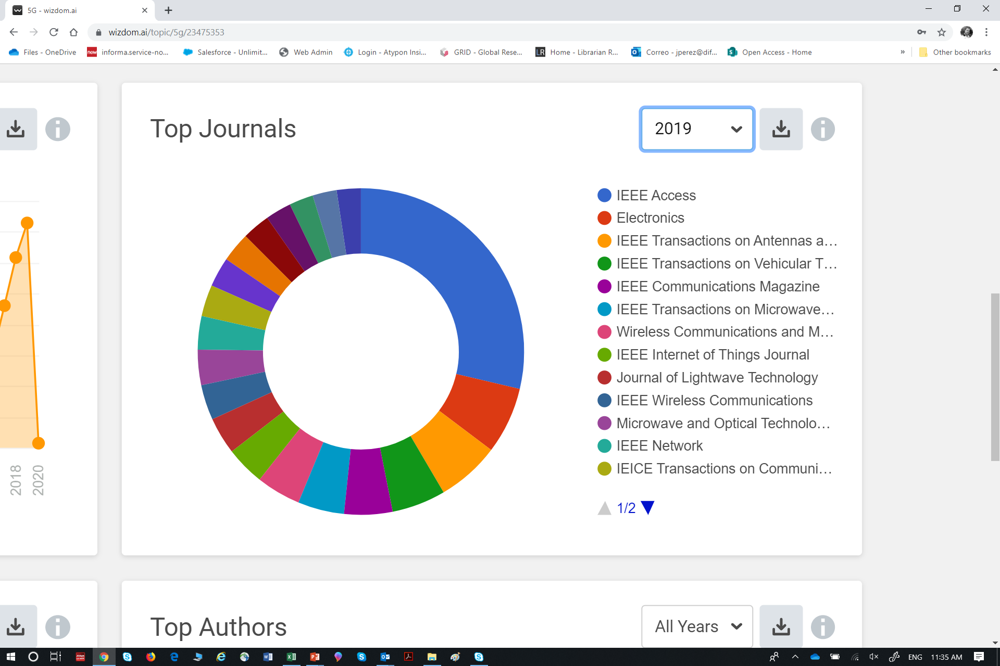 5G - wizdom.ai
wizdom.ai/topic/5g/23475353
Files - OneDrive
now
informa.service-no...
Salesforce - Unlimit...
Web Admin
Login - Atypon Insi...
GRID - Global Rese...
LR
Home - Librarian R...
Correo - jperez@dif...
Open Access - Home
»
Other bookmarks
Top Journals
2019
IEEE Access
Electronics
IEEE Transactions on Antennas a...
IEEE Transactions on Vehicular T...
IEEE Communications Magazine
IEEE Transactions on Microwave...
Wireless Communications and M...
IEEE Internet of Things Journal
Journal of Lightwave Technology
IEEE Wireless Communications
Microwave and Optical Technolo...
IEEE Network
IEICE Transactions on Communi...
1/2
2018
2020
Top Authors
All Years
ENG
11:35 AM